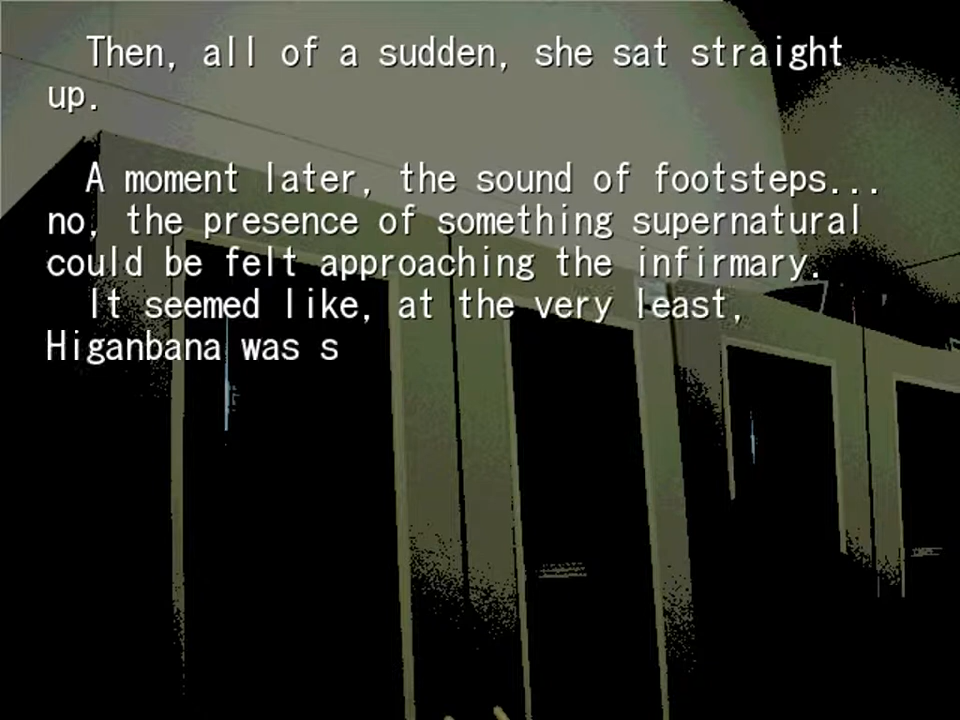 Then, all of a sudden, she sat straight
up.
A moment later, the sound of footsteps...
no, the presence of something supernatural
could be felt approaching the infirmary.
It seemed like, at the very least,
Higanbana was s